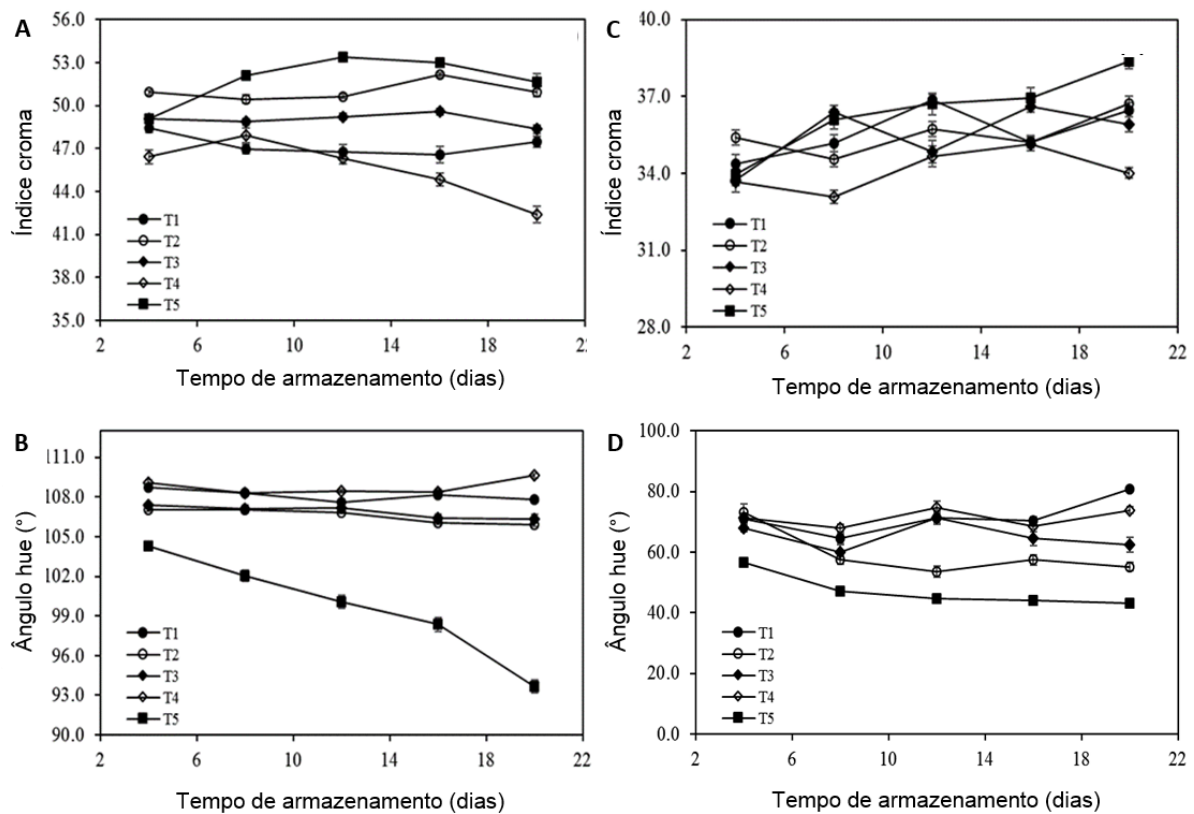 A
Índice croma
56.0
53.0
50.0
47.0
44.0
41.0
38.0
35.0
T1
T2
T3
T4
T5
2 6 10 14 18 22
Tempo de armazenamento (dias)
C
Índice croma
40.0
37.0
34.0
31.0
28.0
T1
T2
T3
T4
T5
2 6 10 14 18 22
Tempo de armazenamento (dias)
B
Ângulo hue (°)
111.0
108.0
105.0
102.0
99.0
96.0
93.0
90.0
T1
T2
T3
T4
T5
2 6 10 14 18 22
Tempo de armazenamento (dias)
D
Ângulo hue (°)
100.0
80.0
60.0
40.0
20.0
0.0
T1
T2
T3
T4
T5
2 6 10 14 18 22
Tempo de armazenamento (dias)